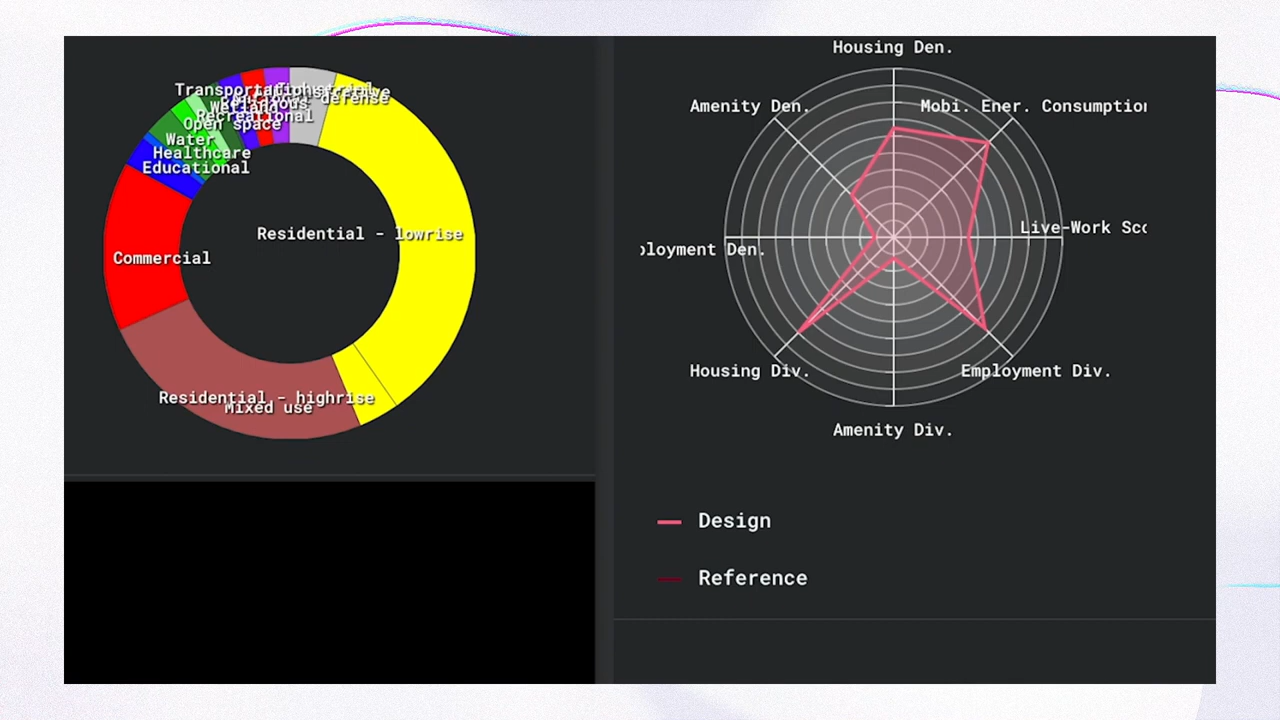 Transportation
Recreational
Open space
Water
Healthcare
Educational
Residential - lowrise
Commercial
Residential - highrise
Mixed use
Housing Den.
Amenity Den.
Mobi. Ener. Consumption
Live-Work Sco
ployment Den.
Housing Div.
Employment Div.
Amenity Div.
Design
Reference